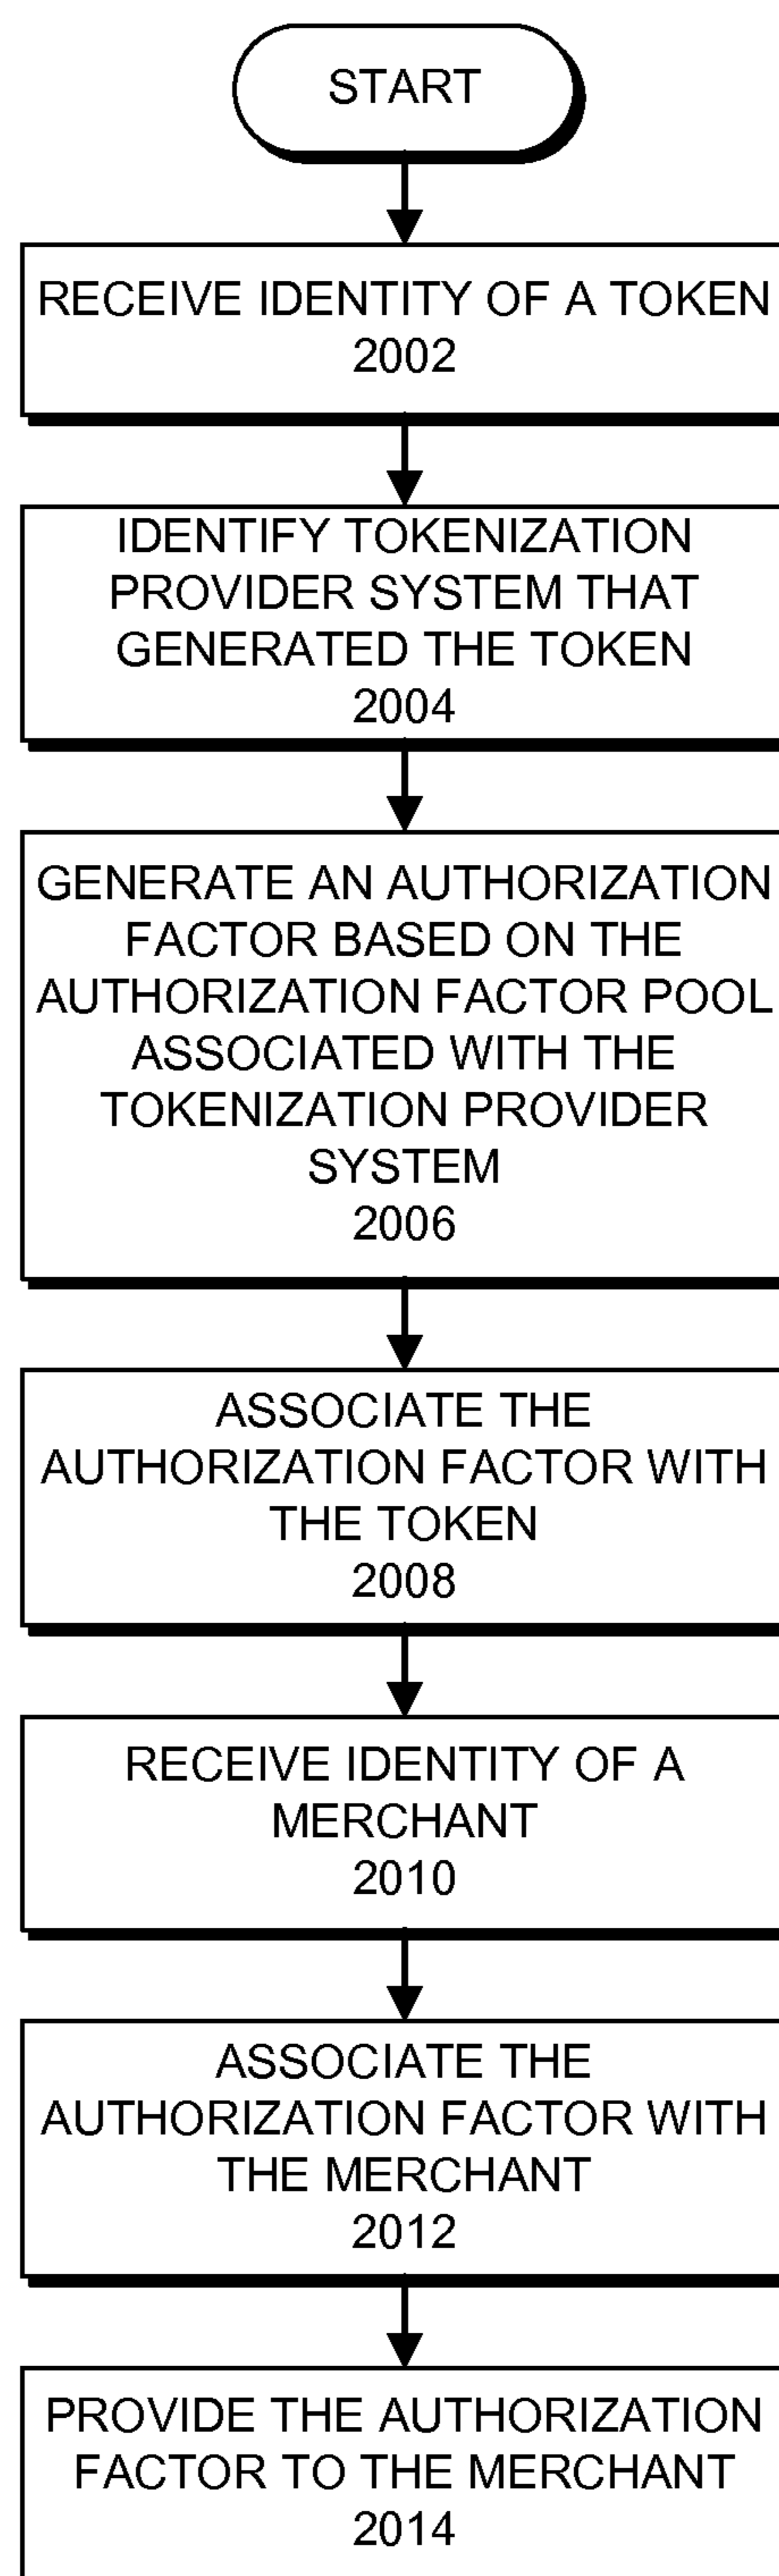 START
RECEIVE IDENTITY OF A TOKEN
2002
IDENTIFY TOKENIZATION
PROVIDER SYSTEM THAT
GENERATED THE TOKEN
2004
GENERATE AN AUTHORIZATION
FACTOR BASED ON THE
AUTHORIZATION FACTOR POOL
ASSOCIATED WITH THE
TOKENIZATION PROVIDER
SYSTEM
2006
ASSOCIATE THE
AUTHORIZATION FACTOR WITH
THE TOKEN
2008
RECEIVE IDENTITY OF A
MERCHANT
2010
ASSOCIATE THE
AUTHORIZATION FACTOR WITH
THE MERCHANT
2012
PROVIDE THE AUTHORIZATION
FACTOR TO THE MERCHANT
2014